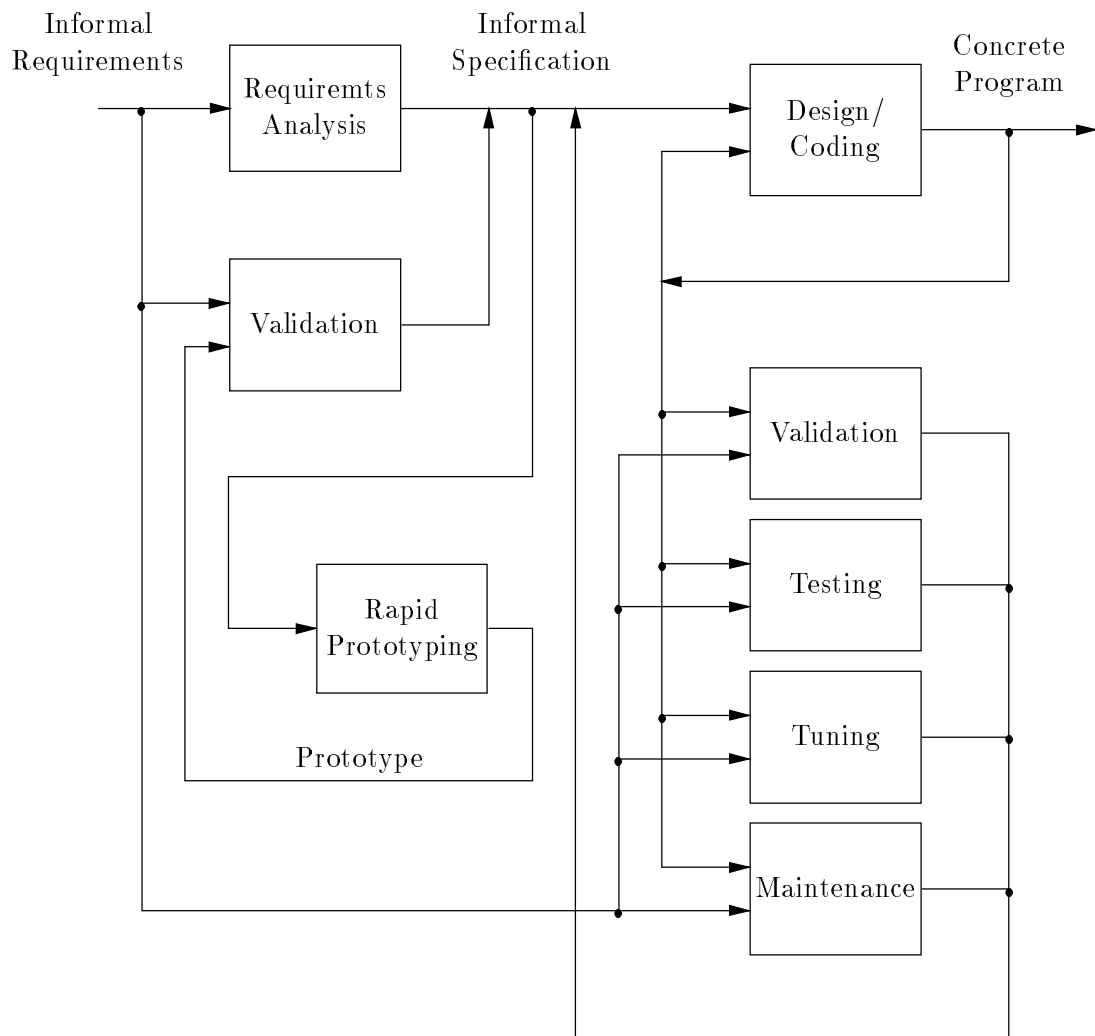 Informal
Requirements
Informal
Specification
Concrete
Program
Requiremts
Analysis
Design/
Coding
Validation
Validation
Testing
Rapid
Prototyping
Tuning
Prototype
Maintenance